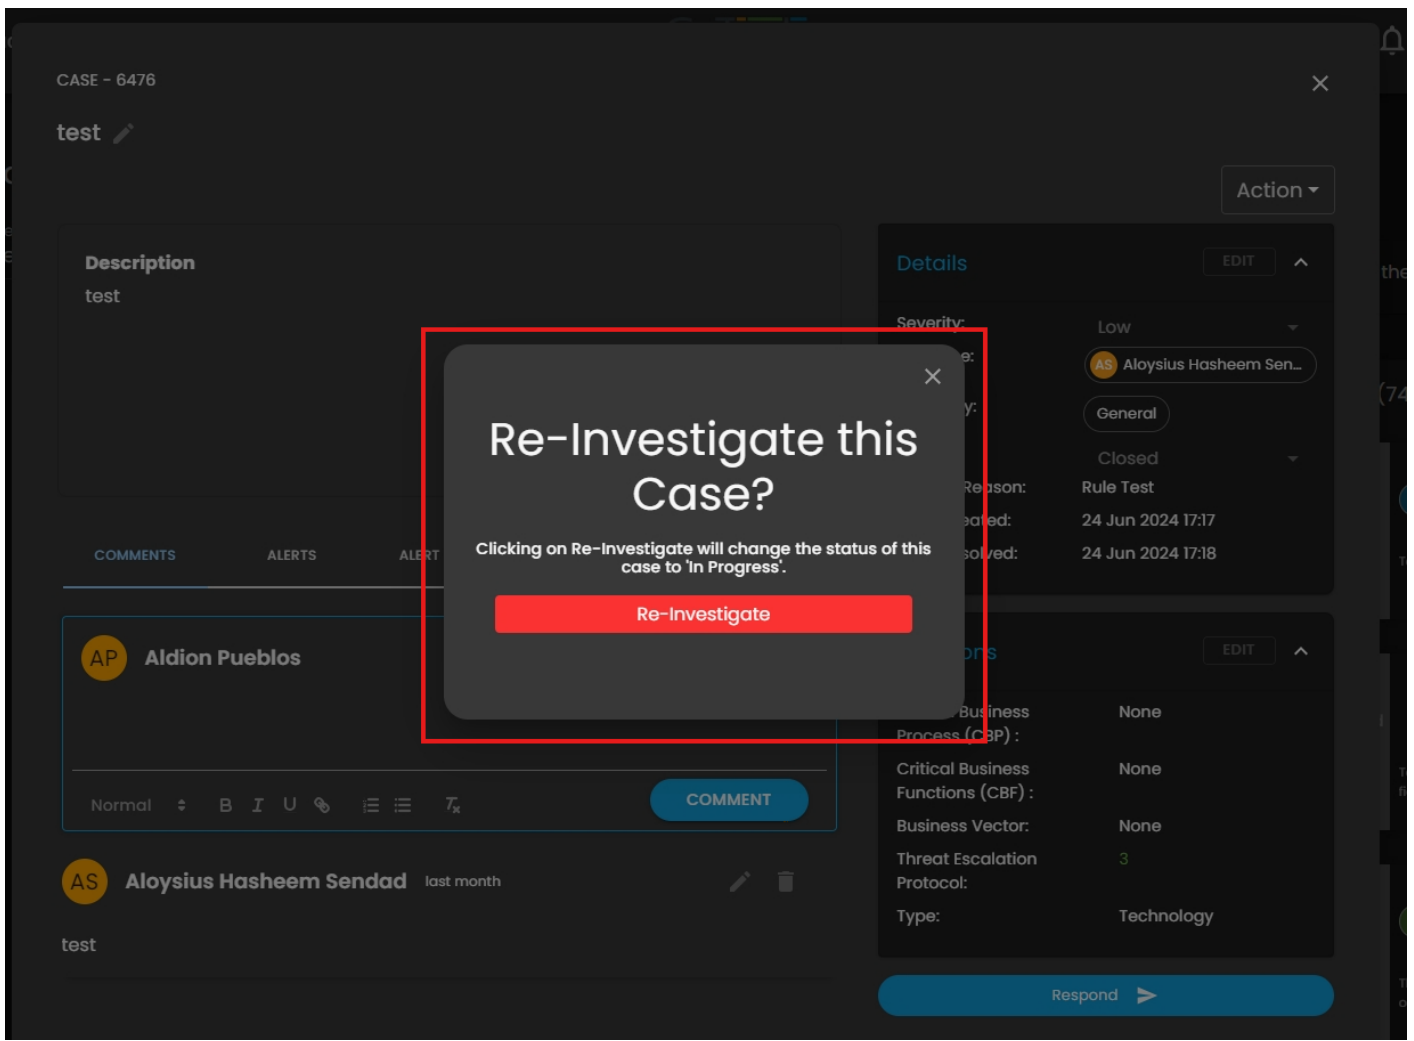 CASE - 6476
test
Action
Description
test
Details
EDIT
Severity:
Low
Aloysius Hasheem Sen...
General
Closed
Reason:
Rule Test
24 Jun 2024 17:17
24 Jun 2024 17:18
Re-Investigate this
Case?
Clicking on Re-Investigate will change the status of this
case to 'In Progress'.
Re-Investigate
COMMENTS
ALERTS
ALERT
AP
Aldion Pueblos
Normal
COMMENT
AS
Aloysius Hasheem Sendad
last month
test
EDIT
Business
Process (CBP) :
None
Critical Business
Functions (CBF) :
None
Business Vector:
None
Threat Escalation
Protocol:
3
Type:
Technology
Respond